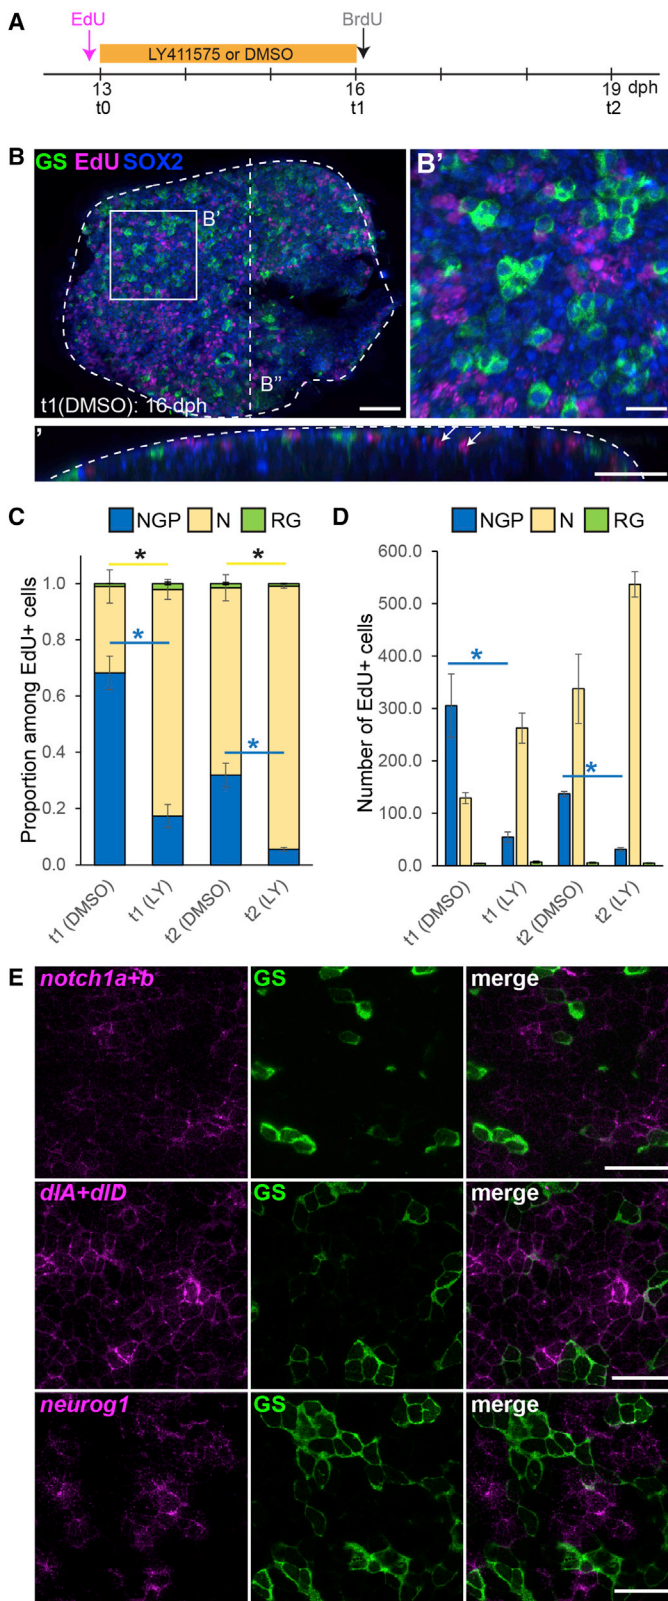 A
EdU
BrdU
LY411575 or DMSO
13
16
19 dph
t0
t1
t2
B
GS EdU SOX2
B'
B'
B''
t1(DMSO): 16 dph
'
C
NGP N RG
*
*
*
*
Proportion among EdU+ cells
1.0
0.8
0.6
0.4
0.2
0.0
t1 (DMSO)
t1 (LY)
t2 (DMSO)
t2 (LY)
D
NGP N RG
*
*
Number of EdU+ cells
600.0
500.0
400.0
300.0
200.0
100.0
0.0
t1 (DMSO)
t1 (LY)
t2 (DMSO)
t2 (LY)
E
notch1a+b
GS
merge
dlA+dlD
GS
merge
neurog1
GS
merge